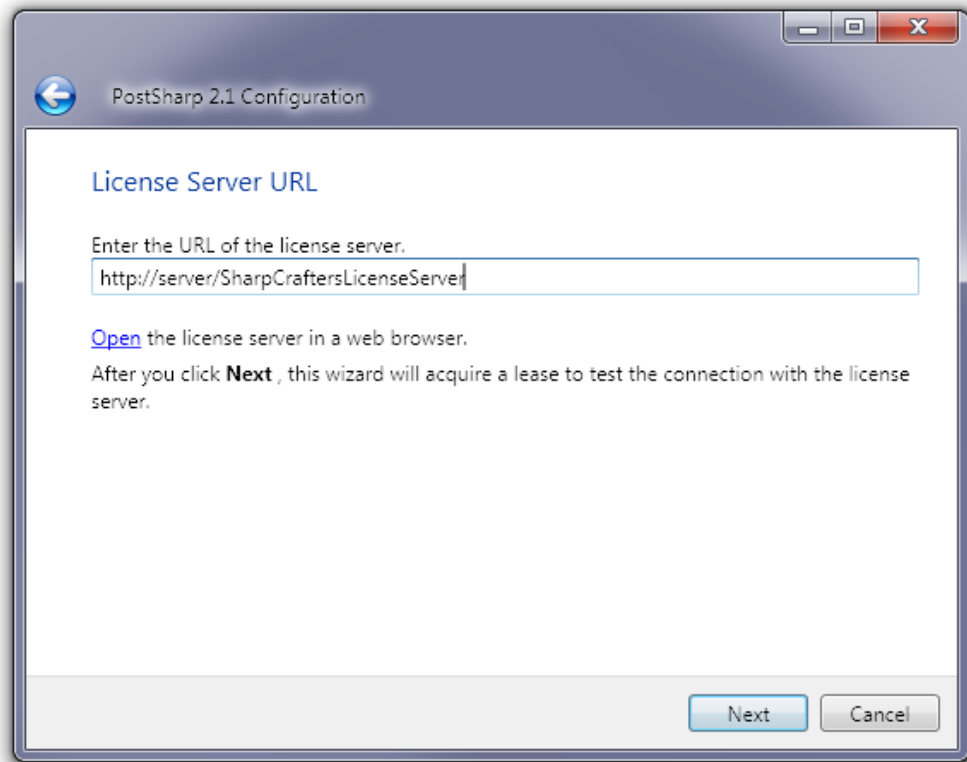 PostSharp 2.1 Configuration
License Server URL
Enter the URL of the license server.
http://server/SharpCraftersLicenseServer
Open the license server in a web browser.
After you click Next , this wizard will acquire a lease to test the connection with the license
server.
Next
Cancel